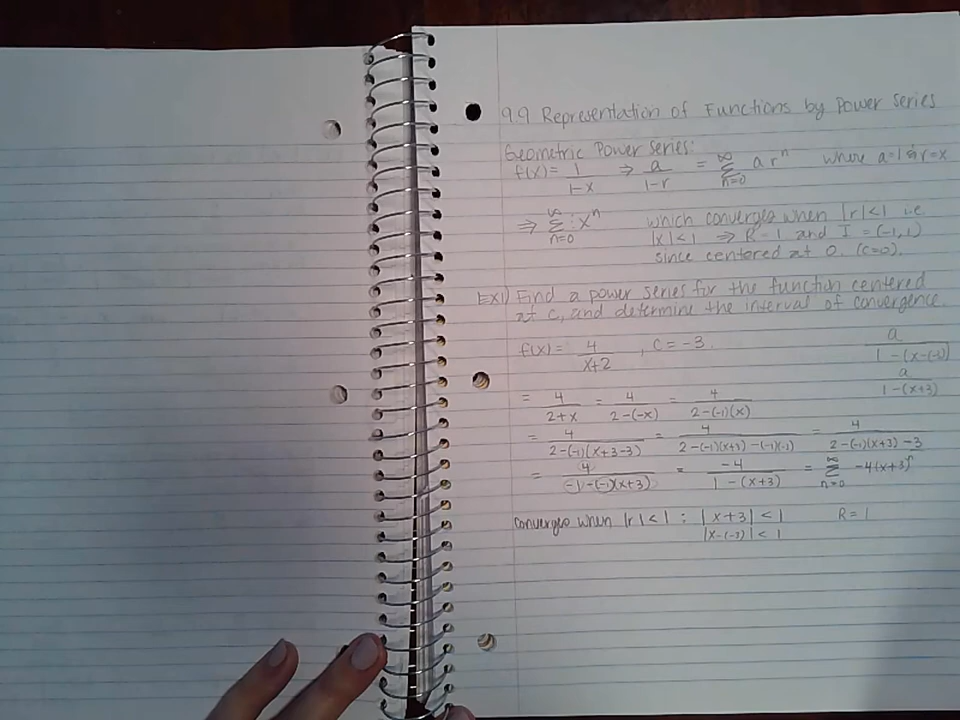 9.9 Representation of Functions by Power Series
Geometric Power Series:
f(x) = 1/(1-x) ⇒ a/(1-r) = ∞Σn=0 a r^n where a=1 & r=x
⇒ ∞Σn=0 x^n which converges when |r|<1 i.e.
|x|<1 ⇒ R=1 and I = (-1,1)
since centered at 0. (c=0).
EX1) Find a power series for the function centered
at c, and determine the interval of convergence.
f(x) = 4/(x+2) , c = -3.
a/(1-(x-(-3))
a/(1-(x+3))
= 4/(2+x) = 4/(2-(-x)) = 4/(2-(-1)(x))
= 4/(2-(-1)(x+3-3)) = 4/(2-(-1)(x+3)-(-1)(-3)) = 4/(2-(-1)(x+3)-3)
= 4/(-1-(-1)(x+3)) = -4/(1-(x+3)) = ∞Σn=0 -4(x+3)^n
Converges when |r|<1 : |x+3| < 1 R = 1
|x-(-3)| < 1